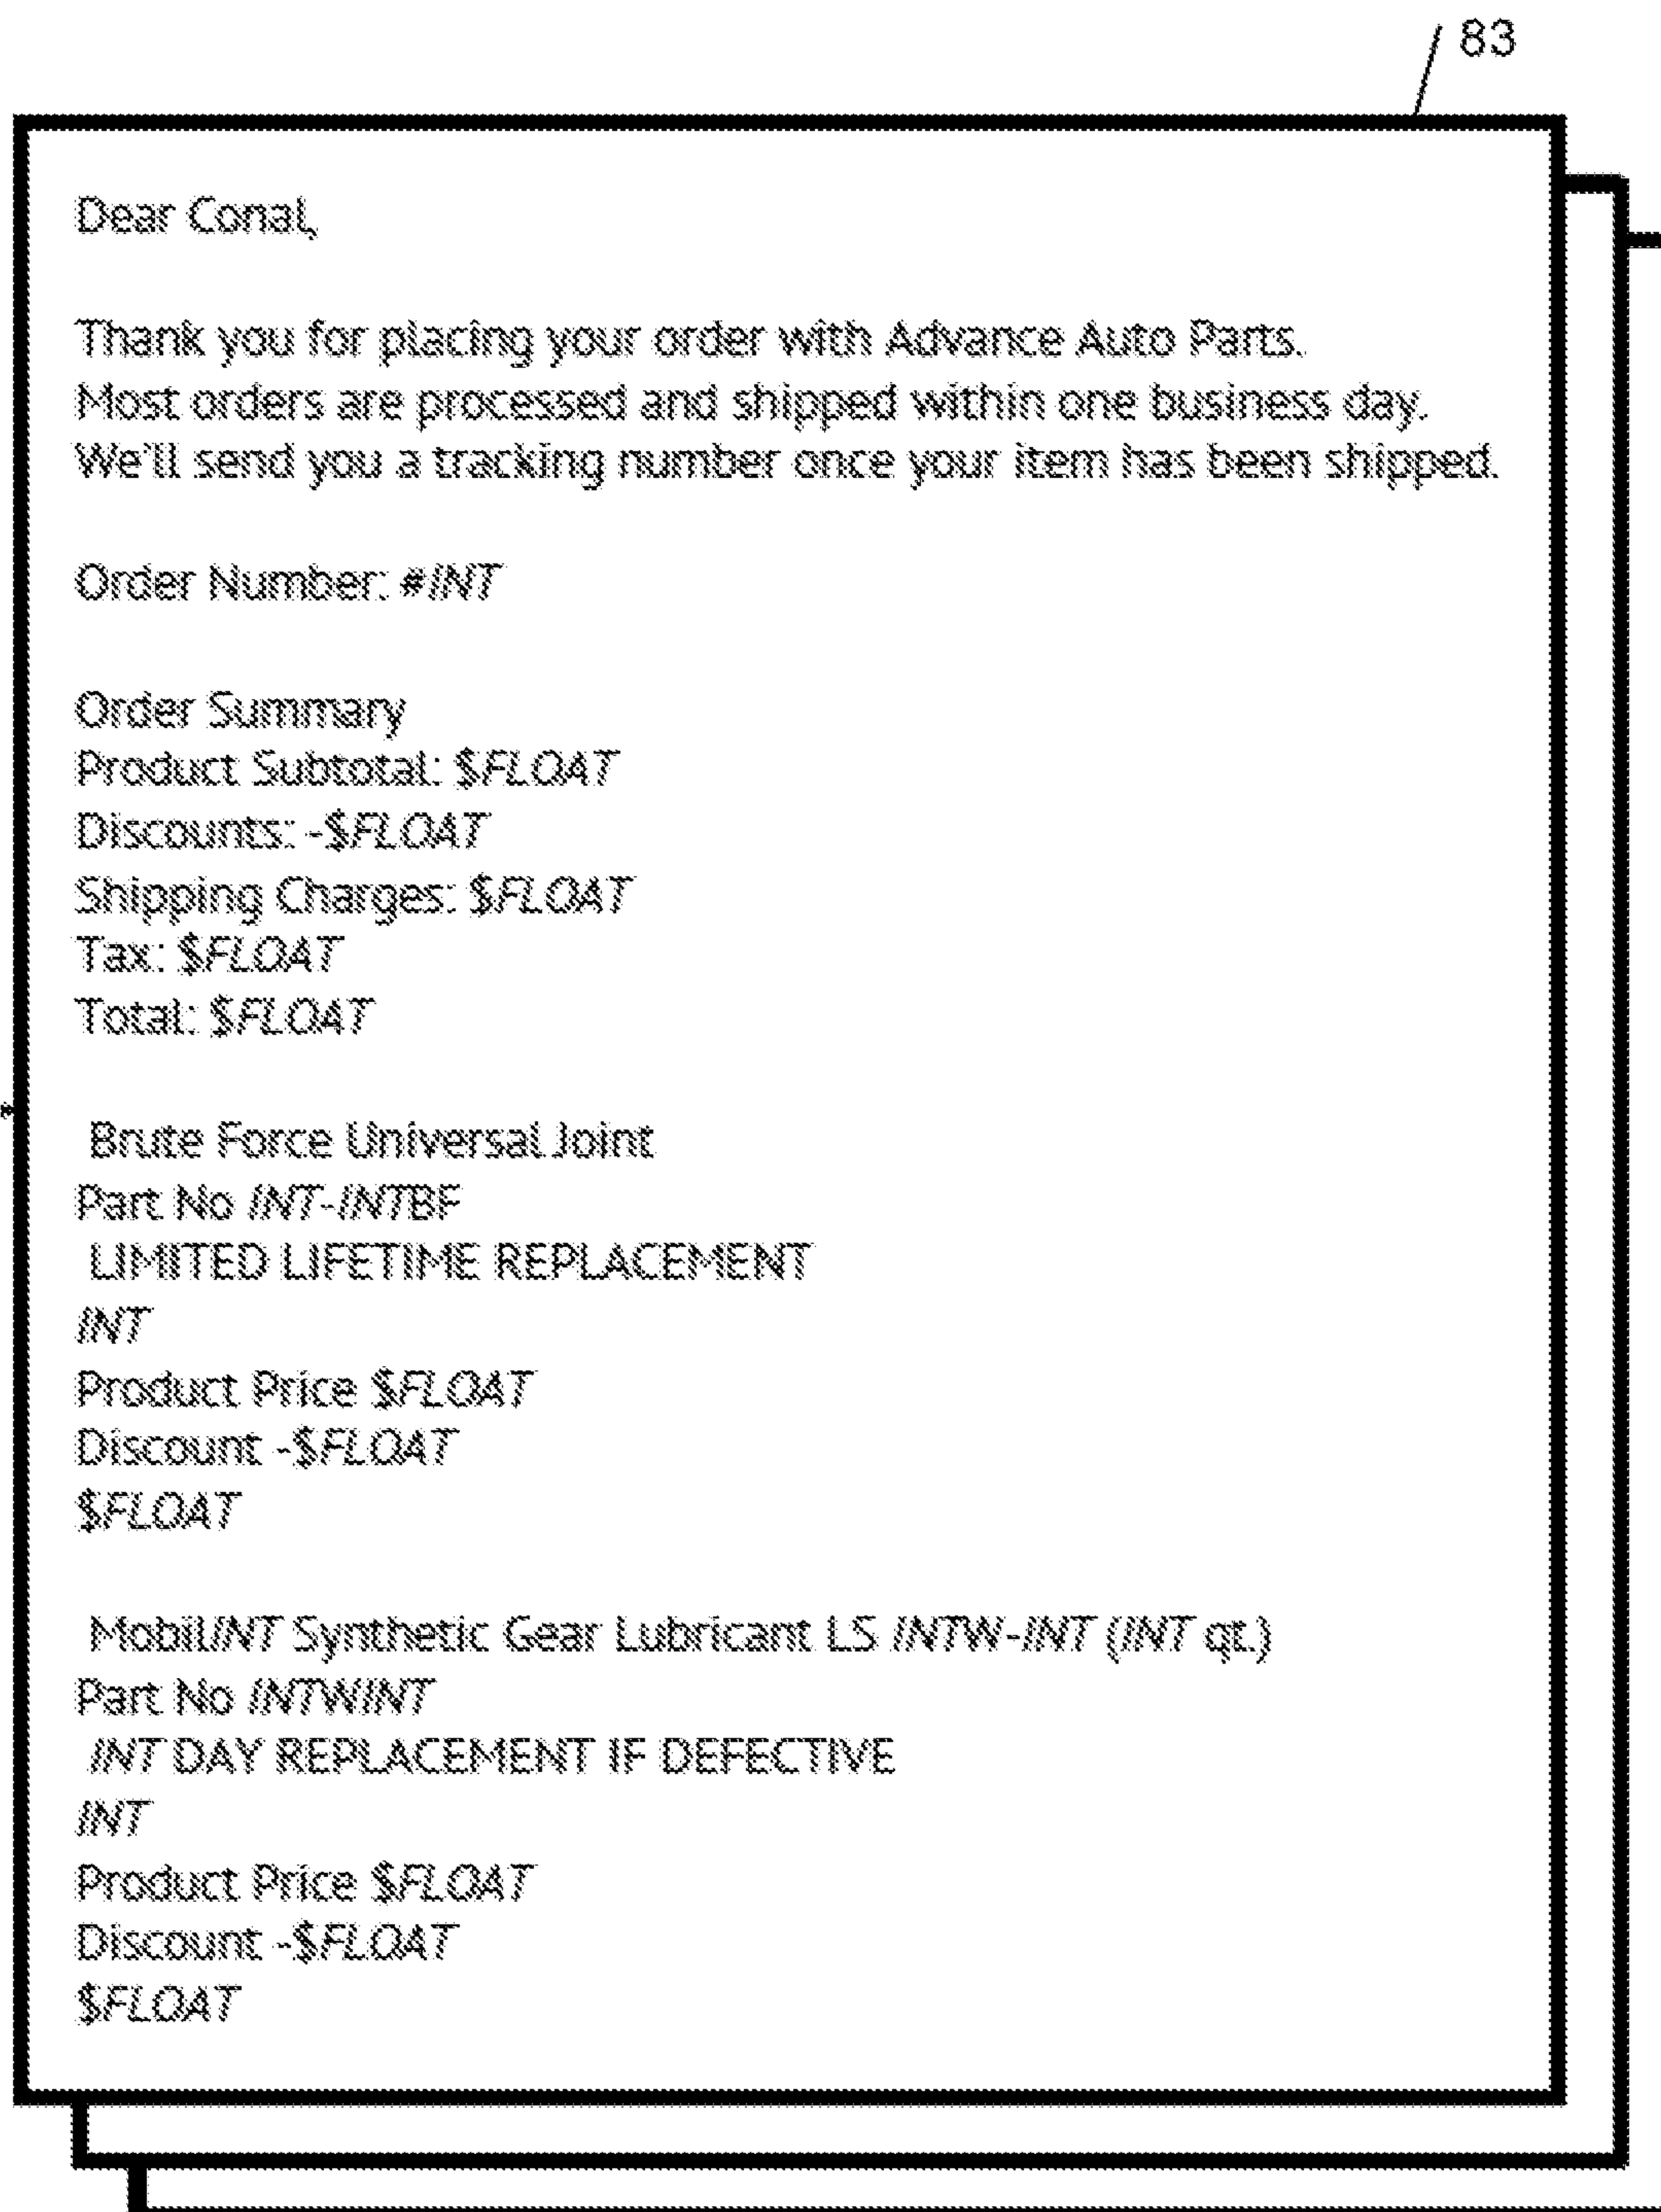 83
Dear Conal,
Thank you for placing your order with Advance Auto Parts.
Most orders are processed and shipped within one business day.
We'll send you a tracking number once your item has been shipped.
Order Number: #INT
Order Summary
Product Subtotal: $FLOAT
Discounts: -$FLOAT
Shipping Charges: $FLOAT
Tax: $FLOAT
Total: $FLOAT
Brute Force Universal Joint
Part No INT-INTBF
LIMITED LIFETIME REPLACEMENT
INT
Product Price $FLOAT
Discount -$FLOAT
$FLOAT
MobilINT Synthetic Gear Lubricant LS INTW-INT (INT qt.)
Part No INTWINT
INT DAY REPLACEMENT IF DEFECTIVE
INT
Product Price $FLOAT
Discount -$FLOAT
$FLOAT